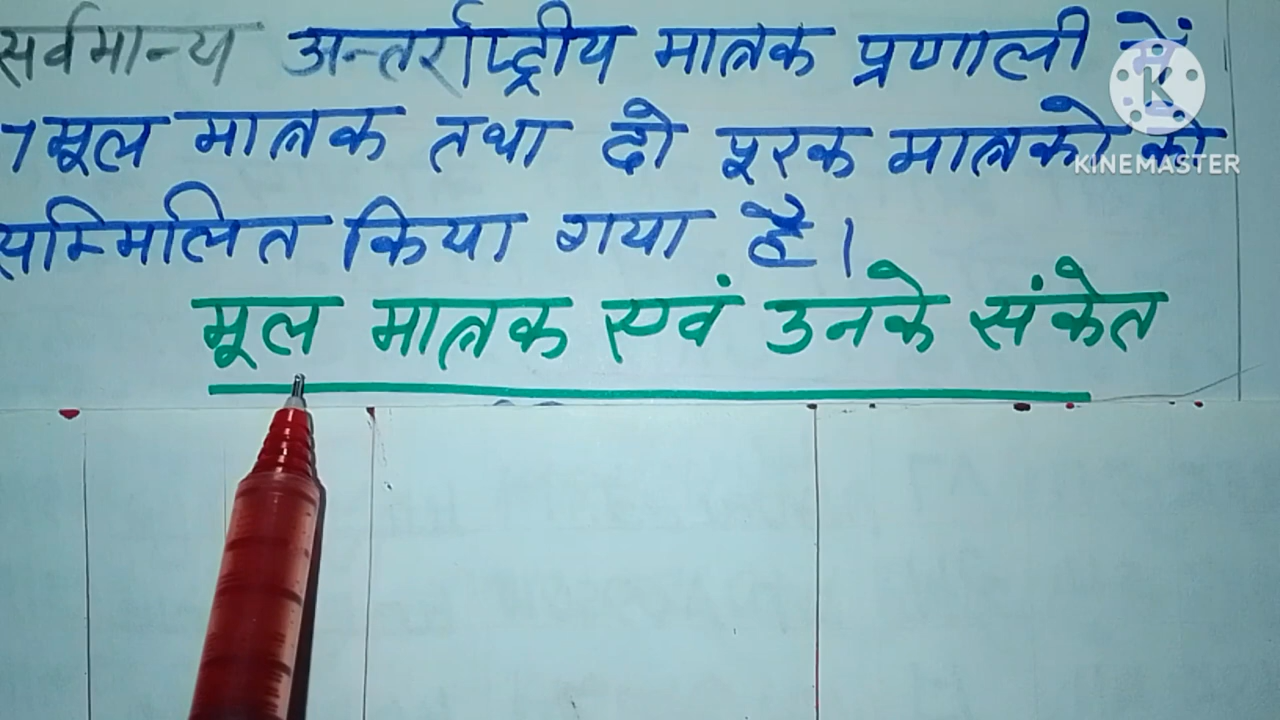 सर्वमान्य अन्तर्राष्ट्रीय मात्रक प्रणाली में
7 मूल मात्रक तथा दो पूरक मात्रको को
सम्मिलित किया गया है।
मूल मात्रक एवं उनके संकेत
K
KINEMASTER